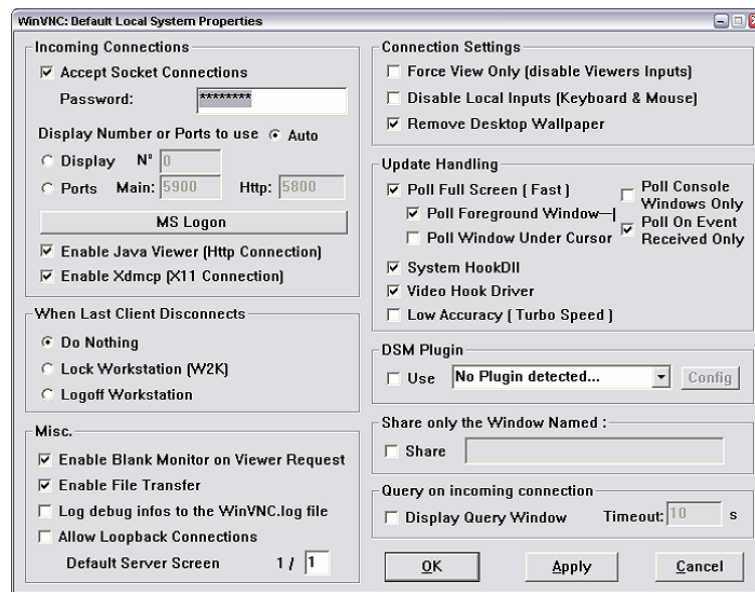 WinVNC: Default Local System Properties
Incoming Connections
Accept Socket Connections
Password: ********
Display Number or Ports to use Auto
Display N° 0
Ports Main: 5900 Http: 5800
MS Logon
Enable Java Viewer (Http Connection)
Enable Xdmcp (X11 Connection)
When Last Client Disconnects
Do Nothing
Lock Workstation (W2K)
Logoff Workstation
Misc.
Enable Blank Monitor on Viewer Request
Enable File Transfer
Log debug infos to the WinVNC.log file
Allow Loopback Connections
Default Server Screen 1 / 1
Connection Settings
Force View Only (disable Viewers Inputs)
Disable Local Inputs (Keyboard & Mouse)
Remove Desktop Wallpaper
Update Handling
Poll Full Screen ( Fast )
Poll Foreground Window—|
Poll Window Under Cursor
Poll Console
Windows Only
Poll On Event
Received Only
System HookDll
Video Hook Driver
Low Accuracy ( Turbo Speed )
DSM Plugin
Use No Plugin detected... Config
Share only the Window Named :
Share
Query on incoming connection
Display Query Window Timeout: 10 s
OK Apply Cancel